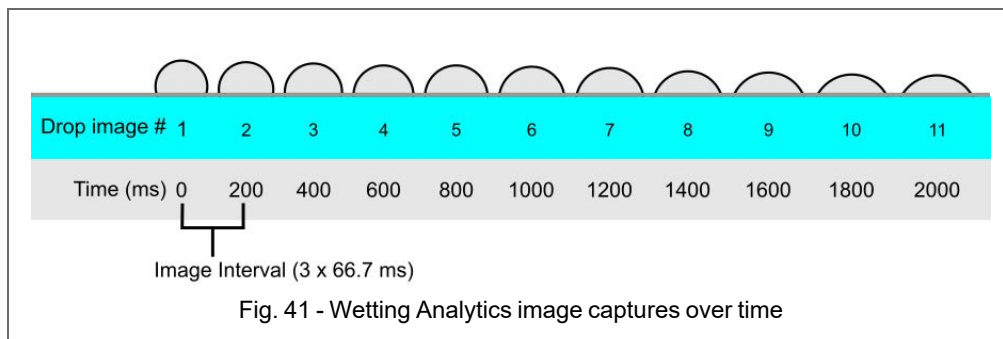 Drop image # 1 2 3 4 5 6 7 8 9 10 11
Time (ms) 0 200 400 600 800 1000 1200 1400 1600 1800 2000
Image Interval (3 x 66.7 ms)
Fig. 41 - Wetting Analytics image captures over time